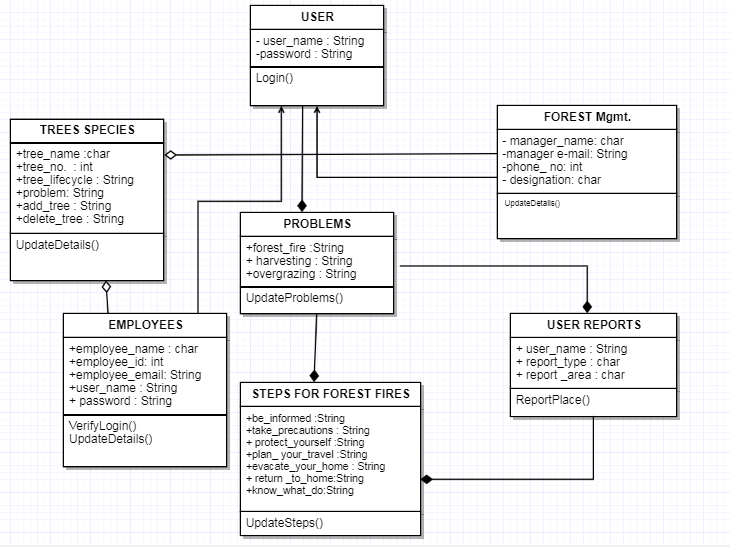 USER
- user_name : String
-password : String
Login()
TREES SPECIES
+tree_name :char
+tree_no. : int
+tree_lifecycle : String
+problem: String
+add_tree : String
+delete_tree : String
UpdateDetails()
FOREST Mgmt.
- manager_name: char
-manager e-mail: String
-phone_ no: int
- designation: char
UpdateDetails()
PROBLEMS
+forest_fire :String
+ harvesting : String
+overgrazing : String
UpdateProblems()
EMPLOYEES
+employee_name : char
+employee_id: int
+employee_email: String
+user_name : String
+ password : String
VerifyLogin()
UpdateDetails()
USER REPORTS
+ user_name : String
+ report_type : char
+ report _area : char
ReportPlace()
STEPS FOR FOREST FIRES
+be_informed :String
+take_precautions : String
+ protect_yourself :String
+plan_ your_travel :String
+evacate_your_home : String
+ return _to_home:String
+know_what_do:String
UpdateSteps()